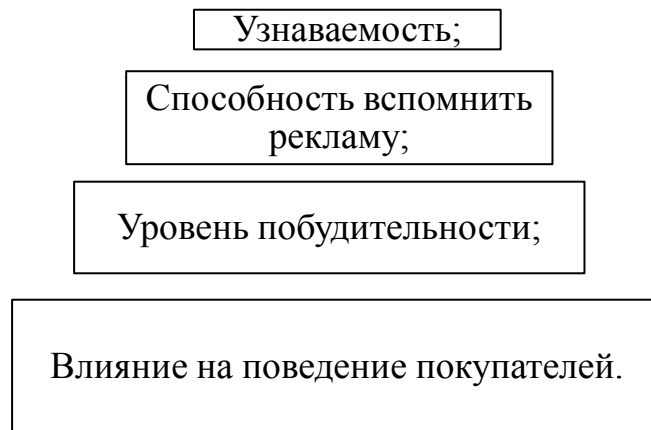 Узнаваемость;
Способность вспомнить
рекламу;
Уровень побудительности;
Влияние на поведение покупателей.